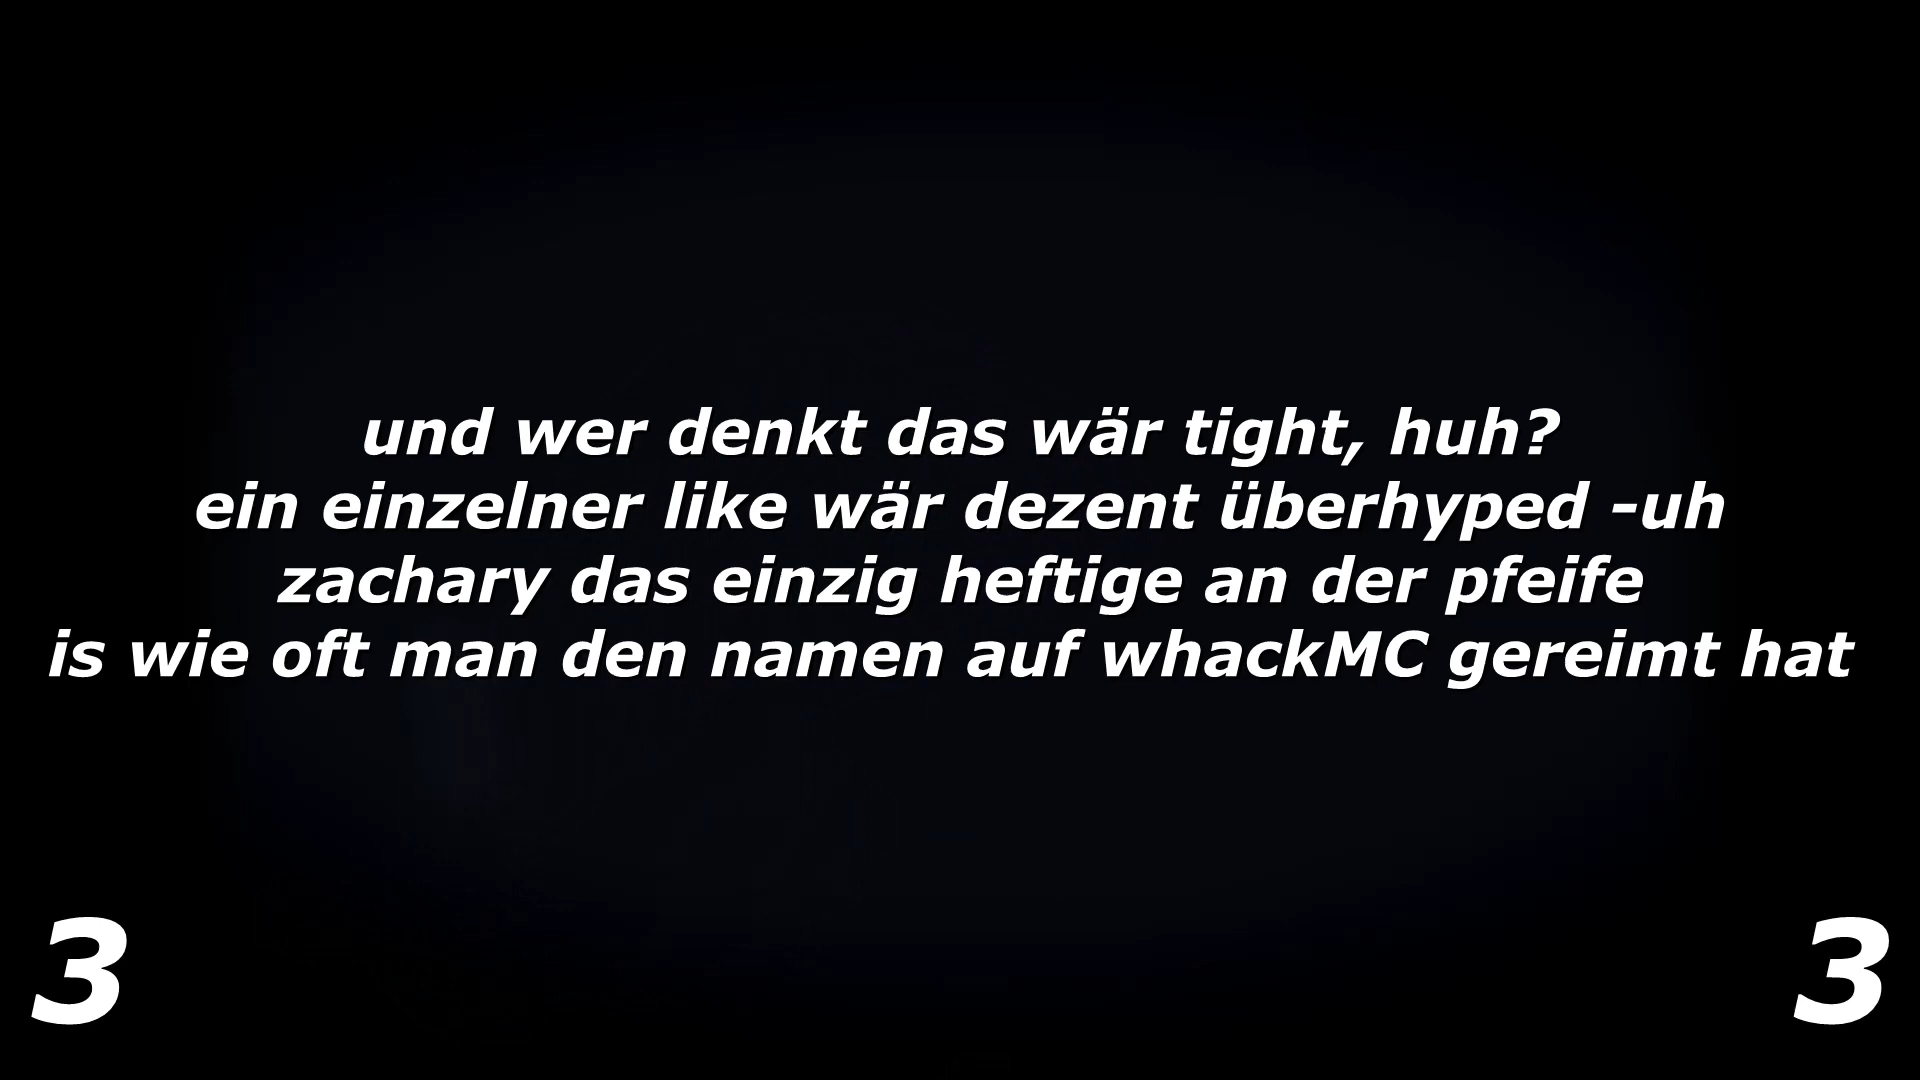 und wer denkt das wär tight, huh?
ein einzelner like wär dezent überhyped -uh
zachary das einzig heftige an der pfeife
is wie oft man den namen auf whackMC gereimt hat
3
3